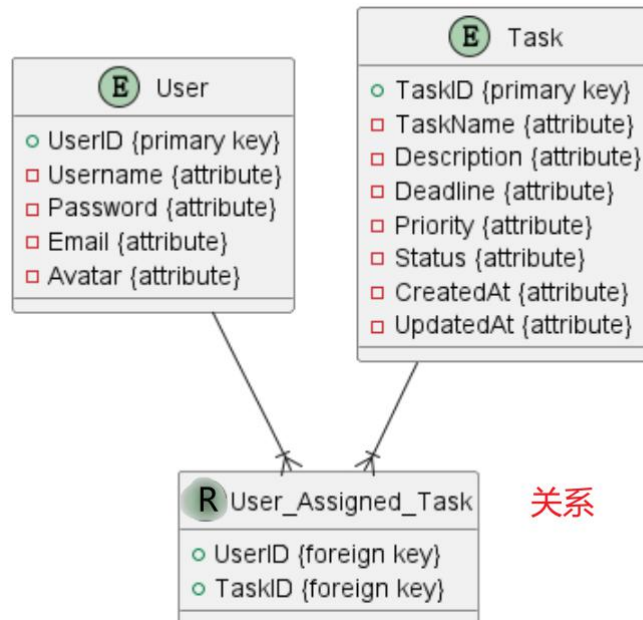 E User
UserID {primary key}
Username {attribute}
Password {attribute}
Email {attribute}
Avatar {attribute}
E Task
TaskID {primary key}
TaskName {attribute}
Description {attribute}
Deadline {attribute}
Priority {attribute}
Status {attribute}
CreatedAt {attribute}
UpdatedAt {attribute}
R User_Assigned_Task
UserID {foreign key}
TaskID {foreign key}
关系